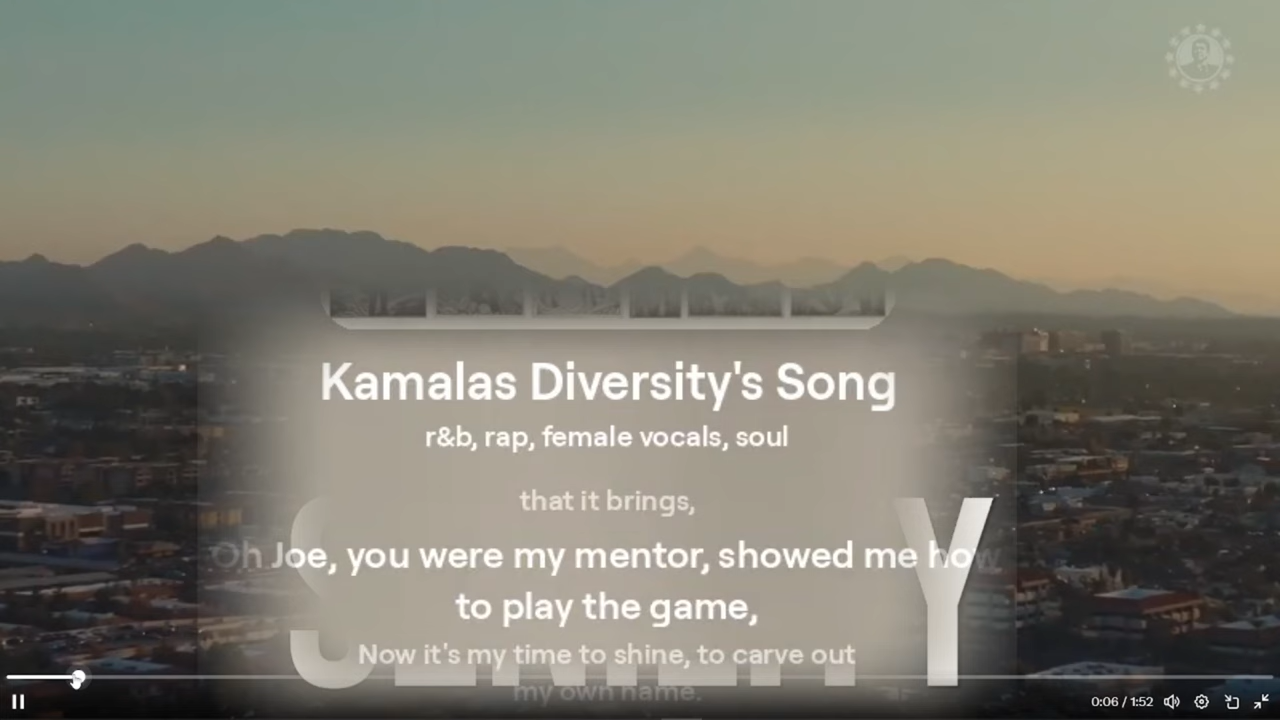 Kamalas Diversity's Song
r&b, rap, female vocals, soul
that it brings,
Oh Joe, you were my mentor, showed me how
to play the game,
Now it's my time to shine, to carve out
my own name.
0:06 / 1:52